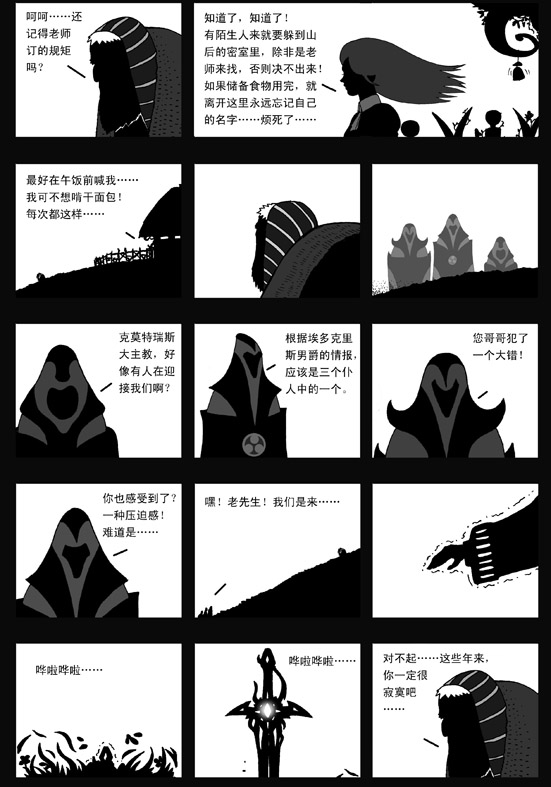 呵呵……还
记得老师
订的规矩
吗？
知道了，知道了！
有陌生人来就要躲到山
后的密室里，除非是老
师来找，否则决不出来！
如果储备食物用完，就
离开这里永远忘记自己
的名字……烦死了……
最好在午饭前喊我……
我可不想啃干面包！
每次都这样……
克莫特瑞斯
大主教，好
像有人在迎
接我们啊？
根据埃多克里
斯男爵的情报，
应该是三个仆
人中的一个。
您哥哥犯了
一个大错！
你也感受到了？
一种压迫感！
难道是……
嘿！老先生！我们是来……
哗啦哗啦……
哗啦哗啦……
对不起……这些年来，
你一定很
寂寞吧
……